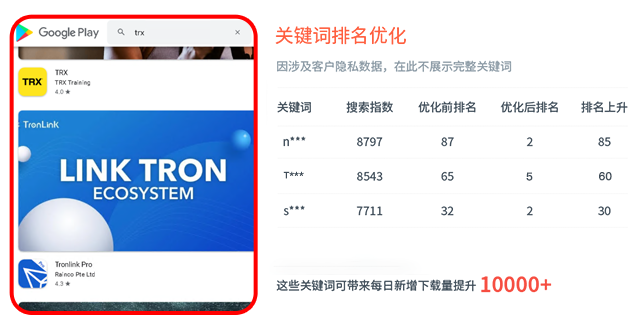 Google Play
trx
×
TRX
TRX Training
4.0 ★
TronLink
LINK TRON
ECOSYSTEM
Tronlink Pro
Rainco Pte Ltd
4.3 ★
关键词排名优化
因涉及客户隐私数据，在此不展示完整关键词
关键词 搜索指数 优化前排名 优化后排名 排名上升
n*** 8797 87 2 85
T*** 8543 65 5 60
s*** 7711 32 2 30
这些关键词可带来每日新增下载量提升 10000+